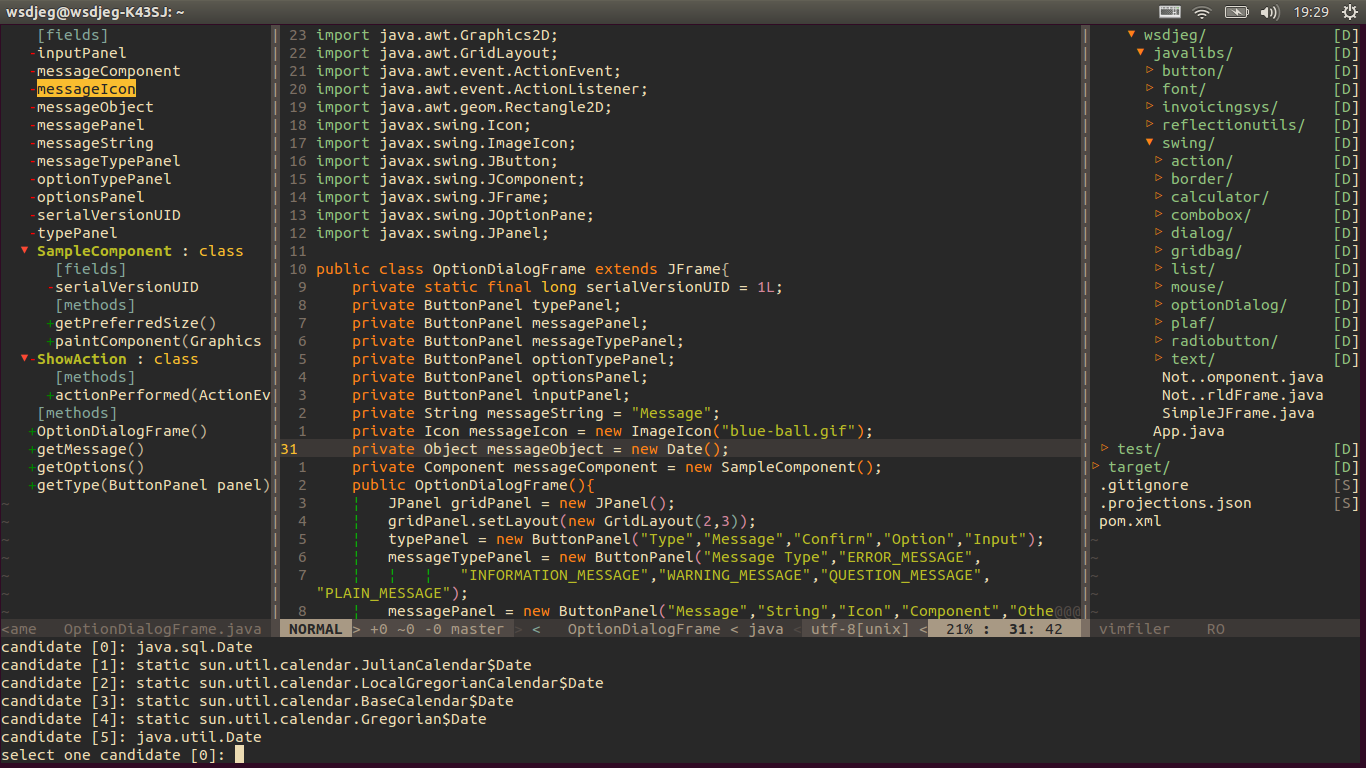 wsdjeg@wsdjeg-K43SJ: ~
19:29
[fields]
-inputPanel
-messageComponent
-messageIcon
-messageObject
-messagePanel
-messageString
-messageTypePanel
-optionTypePanel
-optionsPanel
-serialVersionUID
-typePanel
▼ SampleComponent : class
[fields]
-serialVersionUID
[methods]
+getPreferredSize()
+paintComponent(Graphics
▼-ShowAction : class
[methods]
+actionPerformed(ActionEv
[methods]
+OptionDialogFrame()
+getMessage()
+getOptions()
+getType(ButtonPanel panel)
~
~
~
~
~
~
~
<ame OptionDialogFrame.java
23 import java.awt.Graphics2D;
22 import java.awt.GridLayout;
21 import java.awt.event.ActionEvent;
20 import java.awt.event.ActionListener;
19 import java.awt.geom.Rectangle2D;
18 import javax.swing.Icon;
17 import javax.swing.ImageIcon;
16 import javax.swing.JButton;
15 import javax.swing.JComponent;
14 import javax.swing.JFrame;
13 import javax.swing.JOptionPane;
12 import javax.swing.JPanel;
11
10 public class OptionDialogFrame extends JFrame{
9 private static final long serialVersionUID = 1L;
8 private ButtonPanel typePanel;
7 private ButtonPanel messagePanel;
6 private ButtonPanel messageTypePanel;
5 private ButtonPanel optionTypePanel;
4 private ButtonPanel optionsPanel;
3 private ButtonPanel inputPanel;
2 private String messageString = "Message";
1 private Icon messageIcon = new ImageIcon("blue-ball.gif");
31 private Object messageObject = new Date();
1 private Component messageComponent = new SampleComponent();
2 public OptionDialogFrame(){
3 ¦ JPanel gridPanel = new JPanel();
4 ¦ gridPanel.setLayout(new GridLayout(2,3));
5 ¦ typePanel = new ButtonPanel("Type","Message","Confirm","Option","Input");
6 ¦ messageTypePanel = new ButtonPanel("Message Type","ERROR_MESSAGE",
7 ¦ ¦ ¦ "INFORMATION_MESSAGE","WARNING_MESSAGE","QUESTION_MESSAGE",
"PLAIN_MESSAGE");
8 ¦ messagePanel = new ButtonPanel("Message","String","Icon","Component","Othe@@@
NORMAL > +0 ~0 -0 master > < OptionDialogFrame < java < utf-8[unix] < 21% : 31: 42
▼ wsdjeg/ [D]
▼ javalibs/ [D]
▷ button/ [D]
▷ font/ [D]
▷ invoicingsys/ [D]
▷ reflectionutils/ [D]
▼ swing/ [D]
▷ action/ [D]
▷ border/ [D]
▷ calculator/ [D]
▷ combobox/ [D]
▷ dialog/ [D]
▷ gridbag/ [D]
▷ list/ [D]
▷ mouse/ [D]
▷ optionDialog/ [D]
▷ plaf/ [D]
▷ radiobutton/ [D]
▷ text/ [D]
Not..omponent.java
Not..rldFrame.java
SimpleJFrame.java
App.java
▷ test/ [D]
▷ target/ [D]
.gitignore [S]
.projections.json [S]
pom.xml
~
~
~
~
~
vimfiler RO
candidate [0]: java.sql.Date
candidate [1]: static sun.util.calendar.JulianCalendar$Date
candidate [2]: static sun.util.calendar.LocalGregorianCalendar$Date
candidate [3]: static sun.util.calendar.BaseCalendar$Date
candidate [4]: static sun.util.calendar.Gregorian$Date
candidate [5]: java.util.Date
select one candidate [0]: